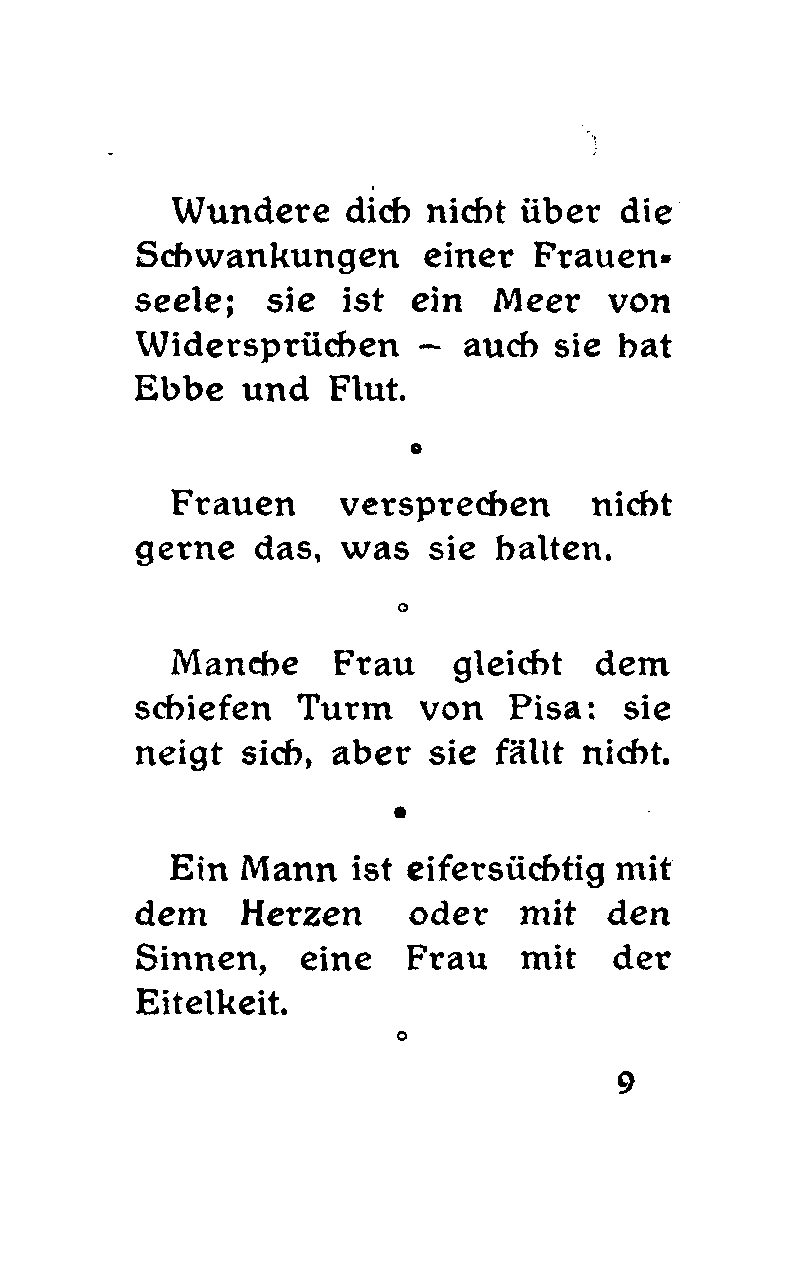 Wundere dich nicht über die
Schwankungen einer Frauen-
seele; sie ist ein Meer von
Widersprüchen – auch sie hat
Ebbe und Flut.
Frauen versprechen nicht
gerne das, was sie halten.
Manche Frau gleicht dem
schiefen Turm von Pisa: sie
neigt sich, aber sie fällt nicht.
Ein Mann ist eifersüchtig mit
dem Herzen oder mit den
Sinnen, eine Frau mit der
Eitelkeit.
9